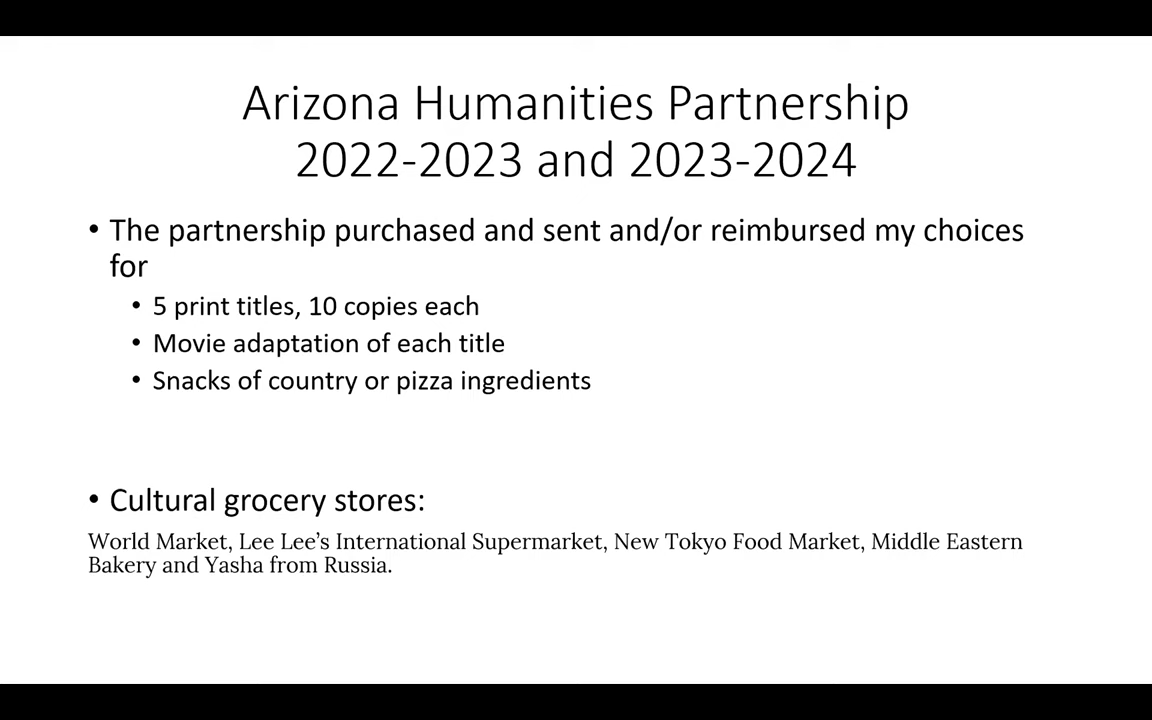 Arizona Humanities Partnership
2022-2023 and 2023-2024
• The partnership purchased and sent and/or reimbursed my choices
for
• 5 print titles, 10 copies each
• Movie adaptation of each title
• Snacks of country or pizza ingredients
• Cultural grocery stores:
World Market, Lee Lee’s International Supermarket, New Tokyo Food Market, Middle Eastern
Bakery and Yasha from Russia.